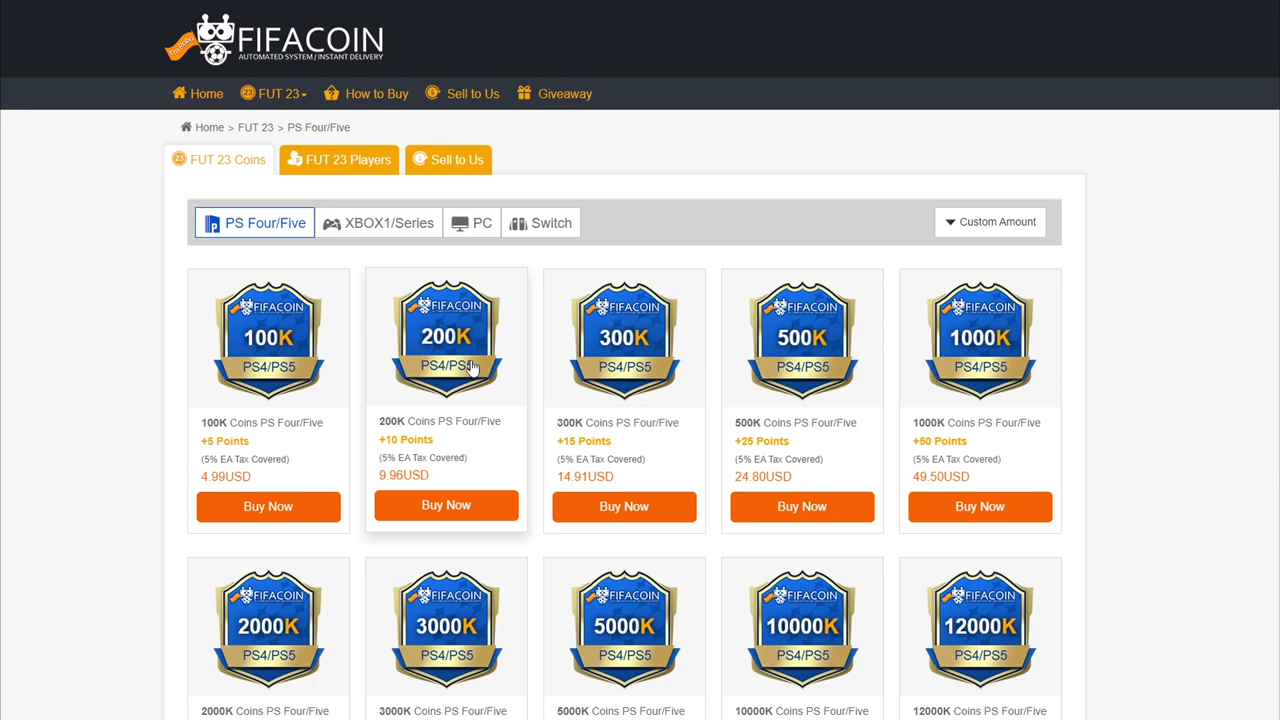 I'm Robo
FIFACOIN
AUTOMATED SYSTEM / INSTANT DELIVERY
Home FUT 23 How to Buy Sell to Us Giveaway
Home > FUT 23 > PS Four/Five
FUT 23 Coins FUT 23 Players Sell to Us
PS Four/Five XBOX1/Series PC Switch Custom Amount
FIFACOIN FIFACOIN FIFACOIN FIFACOIN FIFACOIN
100K 200K 300K 500K 1000K
PS4/PS5 PS4/PS5 PS4/PS5 PS4/PS5 PS4/PS5
100K Coins PS Four/Five 200K Coins PS Four/Five 300K Coins PS Four/Five 500K Coins PS Four/Five 1000K Coins PS Four/Five
+5 Points +10 Points +15 Points +25 Points +50 Points
(5% EA Tax Covered) (5% EA Tax Covered) (5% EA Tax Covered) (5% EA Tax Covered) (5% EA Tax Covered)
4.99USD 9.96USD 14.91USD 24.80USD 49.50USD
Buy Now Buy Now Buy Now Buy Now Buy Now
FIFACOIN FIFACOIN FIFACOIN FIFACOIN FIFACOIN
2000K 3000K 5000K 10000K 12000K
PS4/PS5 PS4/PS5 PS4/PS5 PS4/PS5 PS4/PS5
2000K Coins PS Four/Five 3000K Coins PS Four/Five 5000K Coins PS Four/Five 10000K Coins PS Four/Five 12000K Coins PS Four/Five